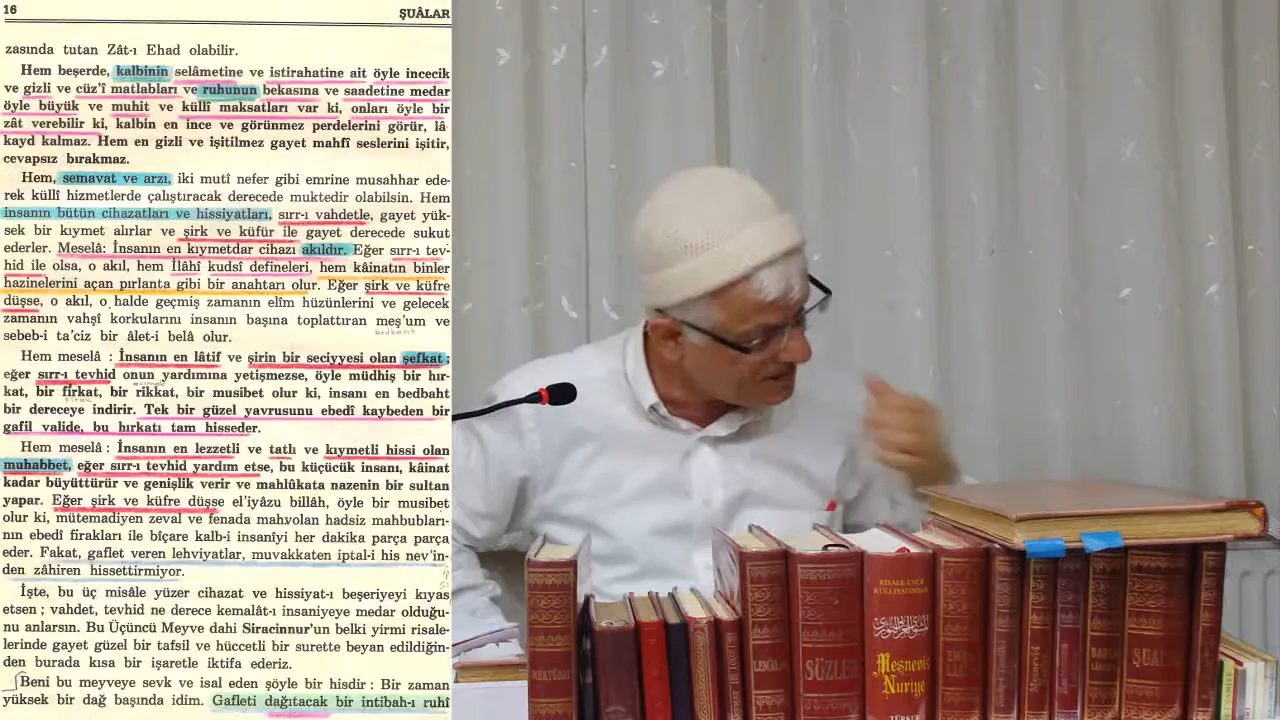 16
ŞUÂLAR
zasında tutan Zât-ı Ehad olabilir.
Hem beşerde, kalbinin selâmetine ve istirahatine ait öyle incecik
ve gizli ve cüz'î matlabları ve ruhunun bekasına ve saadetine medar
öyle büyük ve muhit ve küllî maksatları var ki, onları öyle bir
zât verebilir ki, kalbin en ince ve görünmez perdelerini görür, lâ
kayd kalmaz. Hem en gizli ve işitilmez gayet mahfî seslerini işitir,
cevapsız bırakmaz.
Hem, semavat ve arzı, iki mutî nefer gibi emrine musahhar ede-
rek küllî hizmetlerde çalıştıracak derecede muktedir olabilsin. Hem
insanın bütün cihazatları ve hissiyatları, sırr-ı vahdetle, gayet yük-
sek bir kıymet alırlar ve şirk ve küfür ile gayet derecede sukut
ederler. Meselâ: İnsanın en kıymetdar cihazı akıldır. Eğer sırr-ı tev-
hid ile olsa, o akıl, hem İlâhî kudsî defineleri, hem kâinatın binler
hazinelerini açan pırlanta gibi bir anahtarı olur. Eğer şirk ve küfre
düşse, o akıl, o halde geçmiş zamanın elîm hüzünlerini ve gelecek
zamanın vahşî korkularını insanın başına toplattıran meş'um ve
bedbaht
sebeb-i ta'ciz bir âlet-i belâ olur.
Hem meselâ : İnsanın en lâtif ve şirin bir seciyyesi olan şefkat ;
eğer sırr-ı tevhid onun yardımına yetişmezse, öyle müdhiş bir hır-
kat, bir firkat, bir rikkat, bir musibet olur ki, insanı en bedbaht
bir dereceye indirir. Tek bir güzel yavrusunu ebedî kaybeden bir
gafil valide, bu hırkatı tam hisseder.
Hem meselâ : İnsanın en lezzetli ve tatlı ve kıymetli hissi olan
muhabbet, eğer sırr-ı tevhid yardım etse, bu küçücük insanı, kâinat
kadar büyüttürür ve genişlik verir ve mahlûkata nazenin bir sultan
yapar. Eğer şirk ve küfre düşse el'iyâzu billâh, öyle bir musibet
olur ki, mütemadiyen zeval ve fenada mahvolan hadsiz mahbubları-
nın ebedî firakları ile bîçare kalb-i insanîyi her dakika parça parça
eder. Fakat, gaflet veren lehviyatlar, muvakkaten iptal-i his nev'in-
den zâhiren hissettirmiyor.
İşte, bu üç misâle yüzer cihazat ve hissiyat-ı beşeriyeyi kıyas
etsen ; vahdet, tevhid ne derece kemalât-ı insaniyeye medar olduğu-
nu anlarsın. Bu Üçüncü Meyve dahi Siracinnur'un belki yirmi risale-
lerinde gayet güzel bir tafsil ve hüccetli bir surette beyan edildiğin-
den burada kısa bir işaretle iktifa ederiz.
Beni bu meyveye sevk ve isal eden şöyle bir hisdir : Bir zaman
yüksek bir dağ başında idim. Gafleti dağıtacak bir intibah-ı ruhî
MEKTÛBAT
LEM'ALAR
SÖZLER
RİSALE-İ NUR
KÜLLİYATINDAN
Mesnevî-i
Nuriye
TÜRKÇE